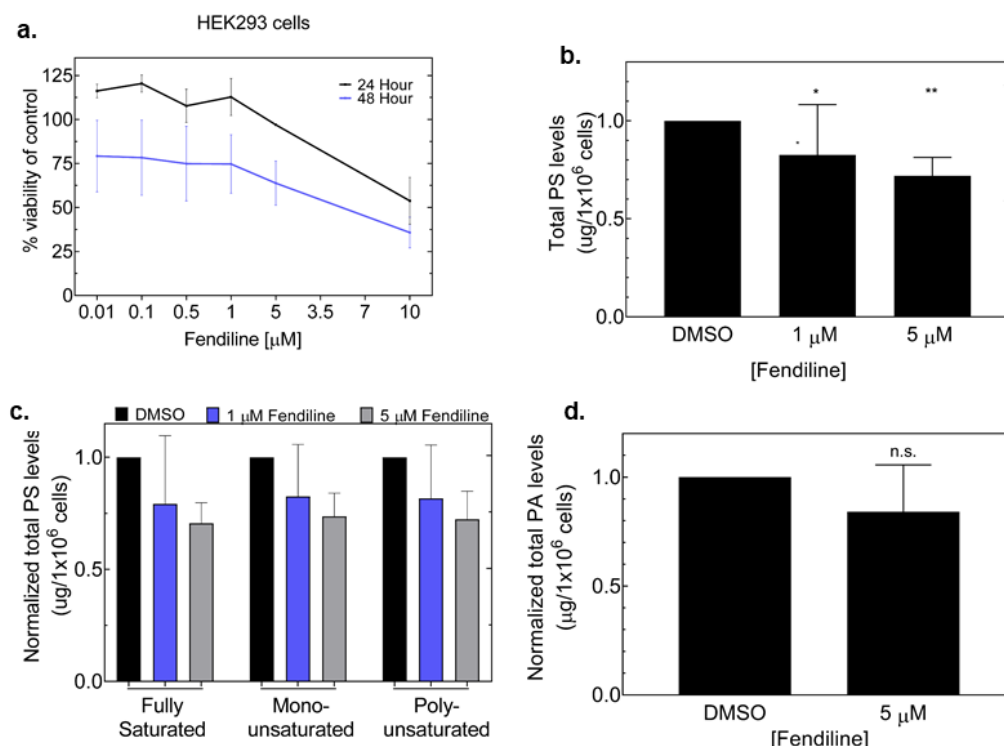 a.
HEK293 cells
% viability of control
125
100
75
50
25
0
24 Hour
48 Hour
0.01 0.1 0.5 1 5 3.5 7 10
Fendiline [μM]
b.
Total PS levels
(ug/1x10⁶ cells)
1.0
0.5
0.0
*
**
DMSO 1 μM 5 μM
[Fendiline]
c.
DMSO 1 μM Fendiline 5 μM Fendiline
Normalized total PS levels
(ug/1x10⁶ cells)
1.0
0.5
0.0
Fully Mono- Poly-
Saturated unsaturated unsaturated
d.
Normalized total PA levels
(μg/1x10⁶ cells)
1.0
0.5
0.0
n.s.
DMSO 5 μM
[Fendiline]